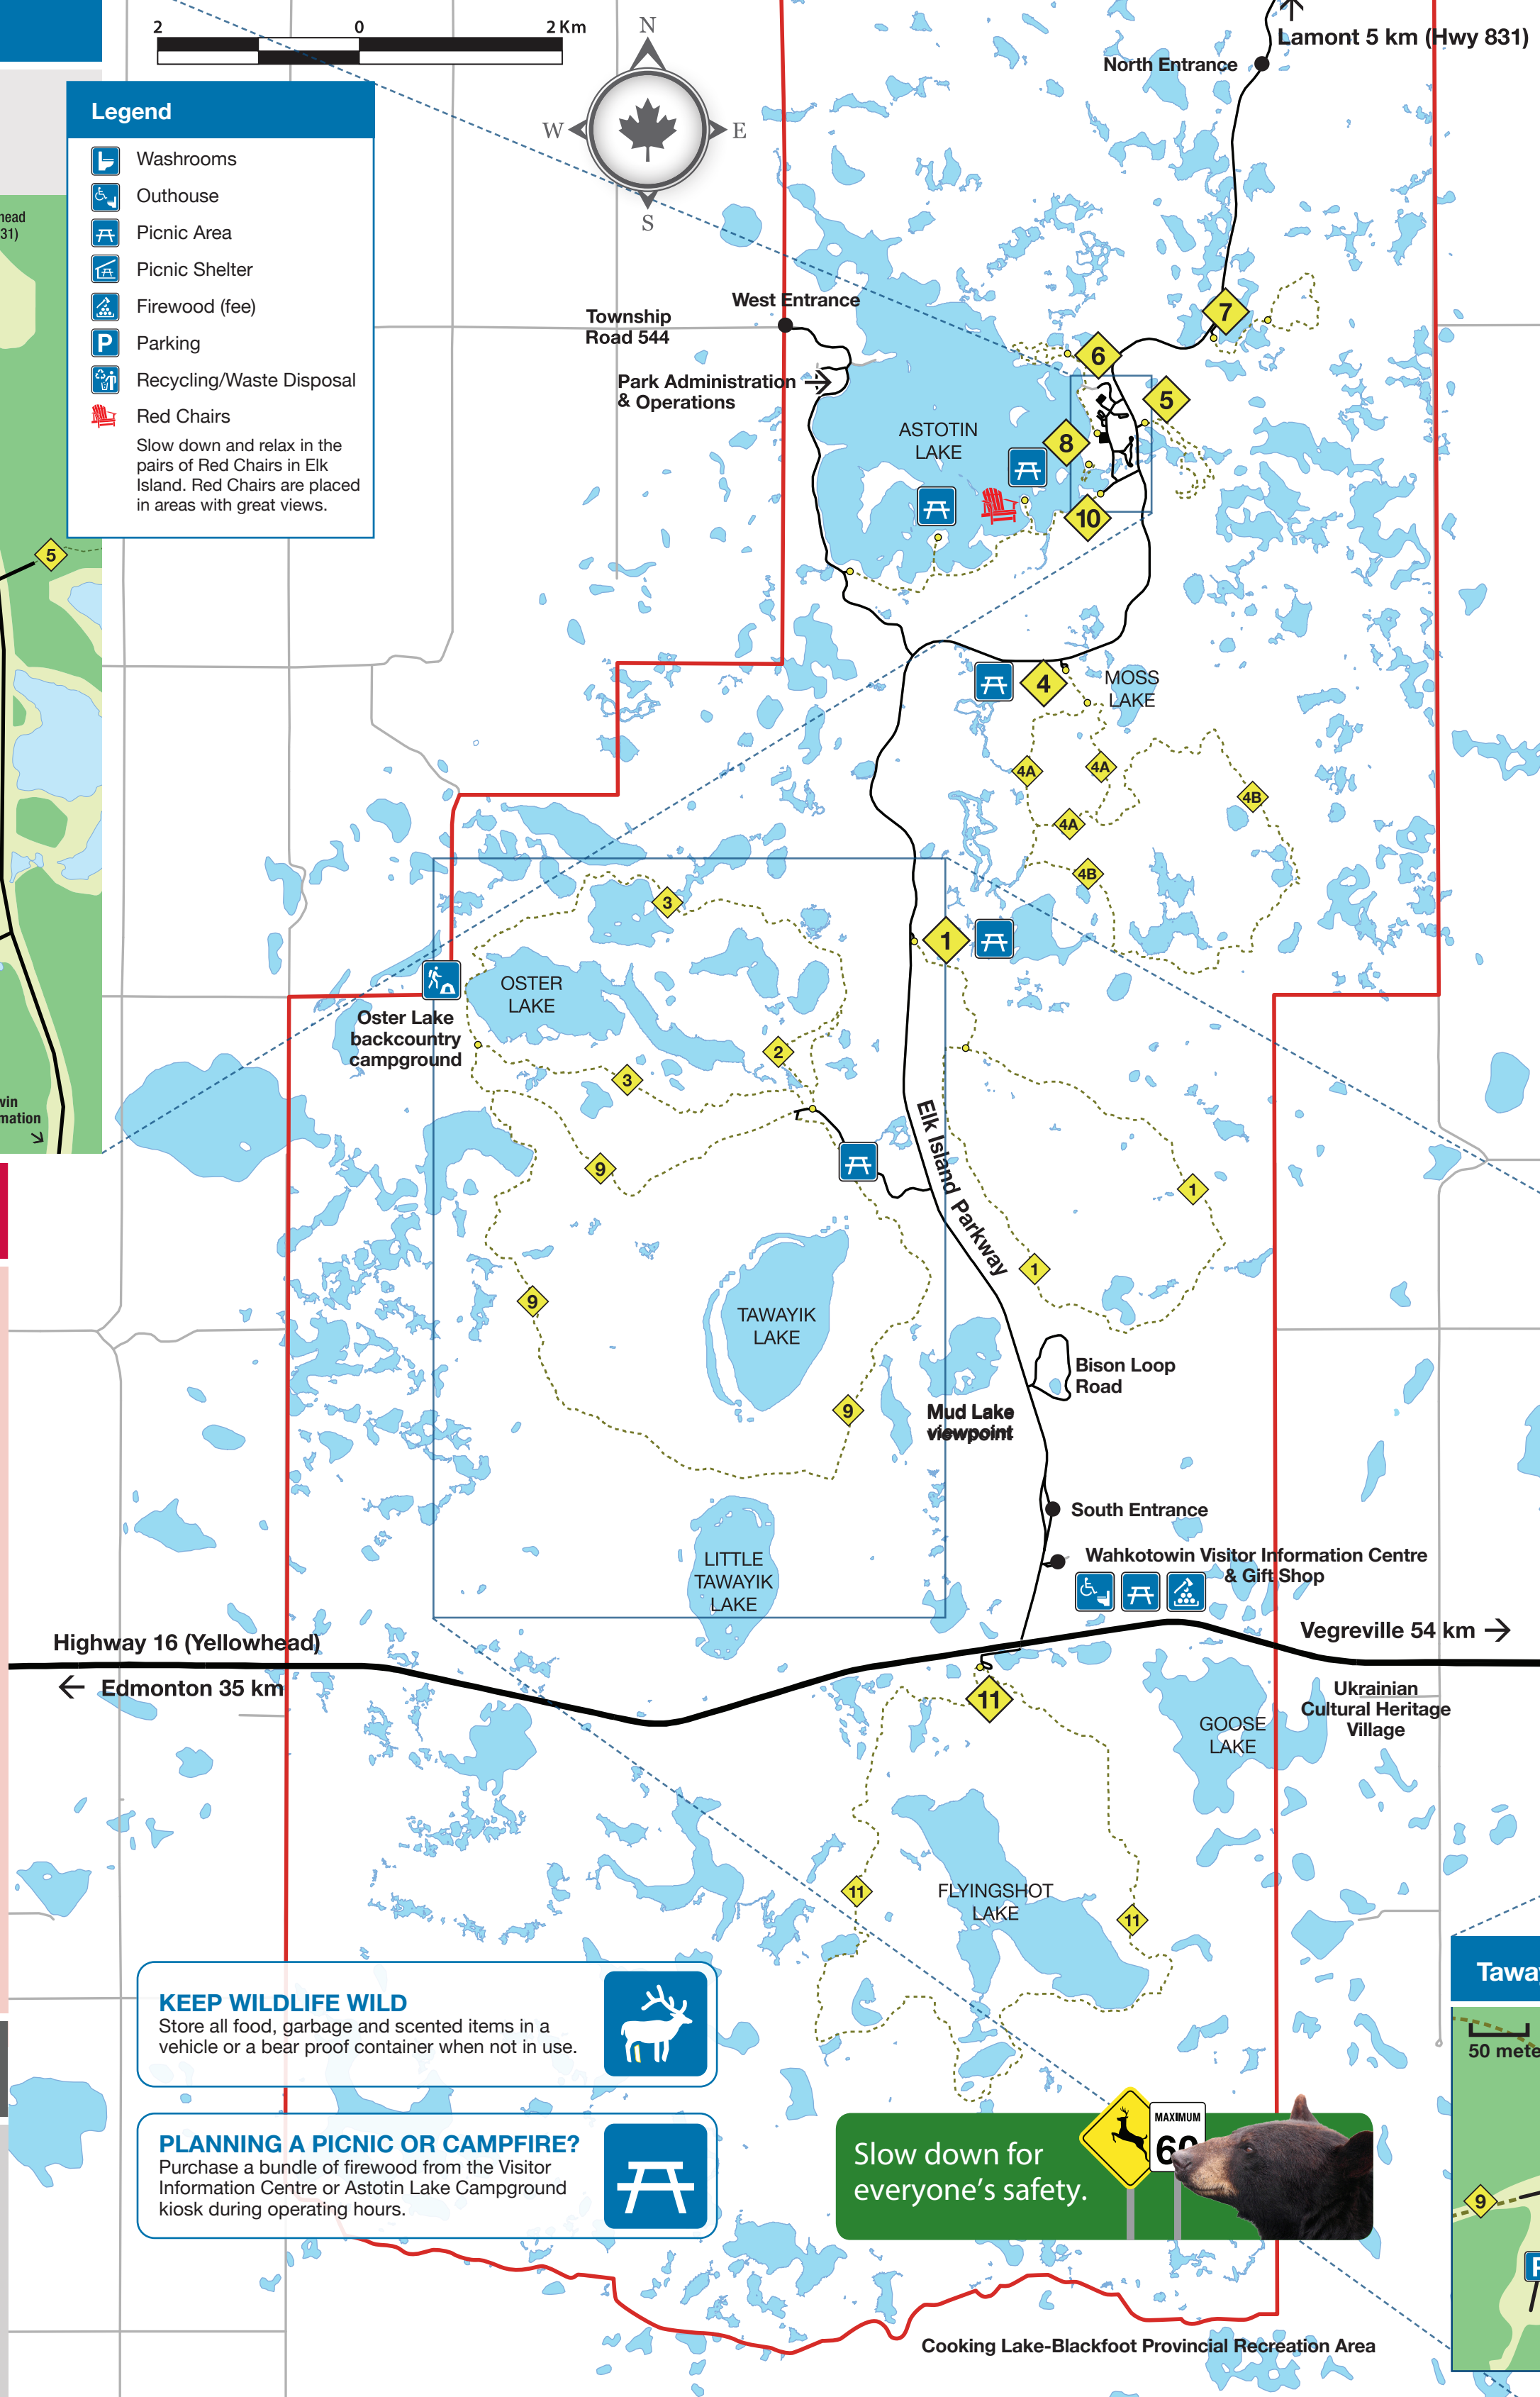 2 0 2 Km
N
W E
S
Lamont 5 km (Hwy 831)
North Entrance
Legend
Washrooms
Outhouse
Picnic Area
Picnic Shelter
Firewood (fee)
P Parking
Recycling/Waste Disposal
Red Chairs
Slow down and relax in the
pairs of Red Chairs in Elk
Island. Red Chairs are placed
in areas with great views.
31)
5
mation
West Entrance
Township
Road 544
Park Administration
& Operations
7
6
5
8
10
ASTOTIN
LAKE
4
MOSS
LAKE
4A
4A
4B
4A
4B
3
1
OSTER
LAKE
Oster Lake
backcountry
campground
2
3
9
Elk Island Parkway
1
1
9
TAWAYIK
LAKE
9
Bison Loop
Road
Mud Lake
viewpoint
South Entrance
Wahkotowin Visitor Information Centre
& Gift Shop
LITTLE
TAWAYIK
LAKE
Highway 16 (Yellowhead)
Edmonton 35 km
Vegreville 54 km
Ukrainian
Cultural Heritage
Village
11
GOOSE
LAKE
11
FLYINGSHOT
LAKE
11
KEEP WILDLIFE WILD
Store all food, garbage and scented items in a
vehicle or a bear proof container when not in use.
PLANNING A PICNIC OR CAMPFIRE?
Purchase a bundle of firewood from the Visitor
Information Centre or Astotin Lake Campground
kiosk during operating hours.
Slow down for
everyone's safety.
MAXIMUM
60
50 mete
9
P
Cooking Lake-Blackfoot Provincial Recreation Area